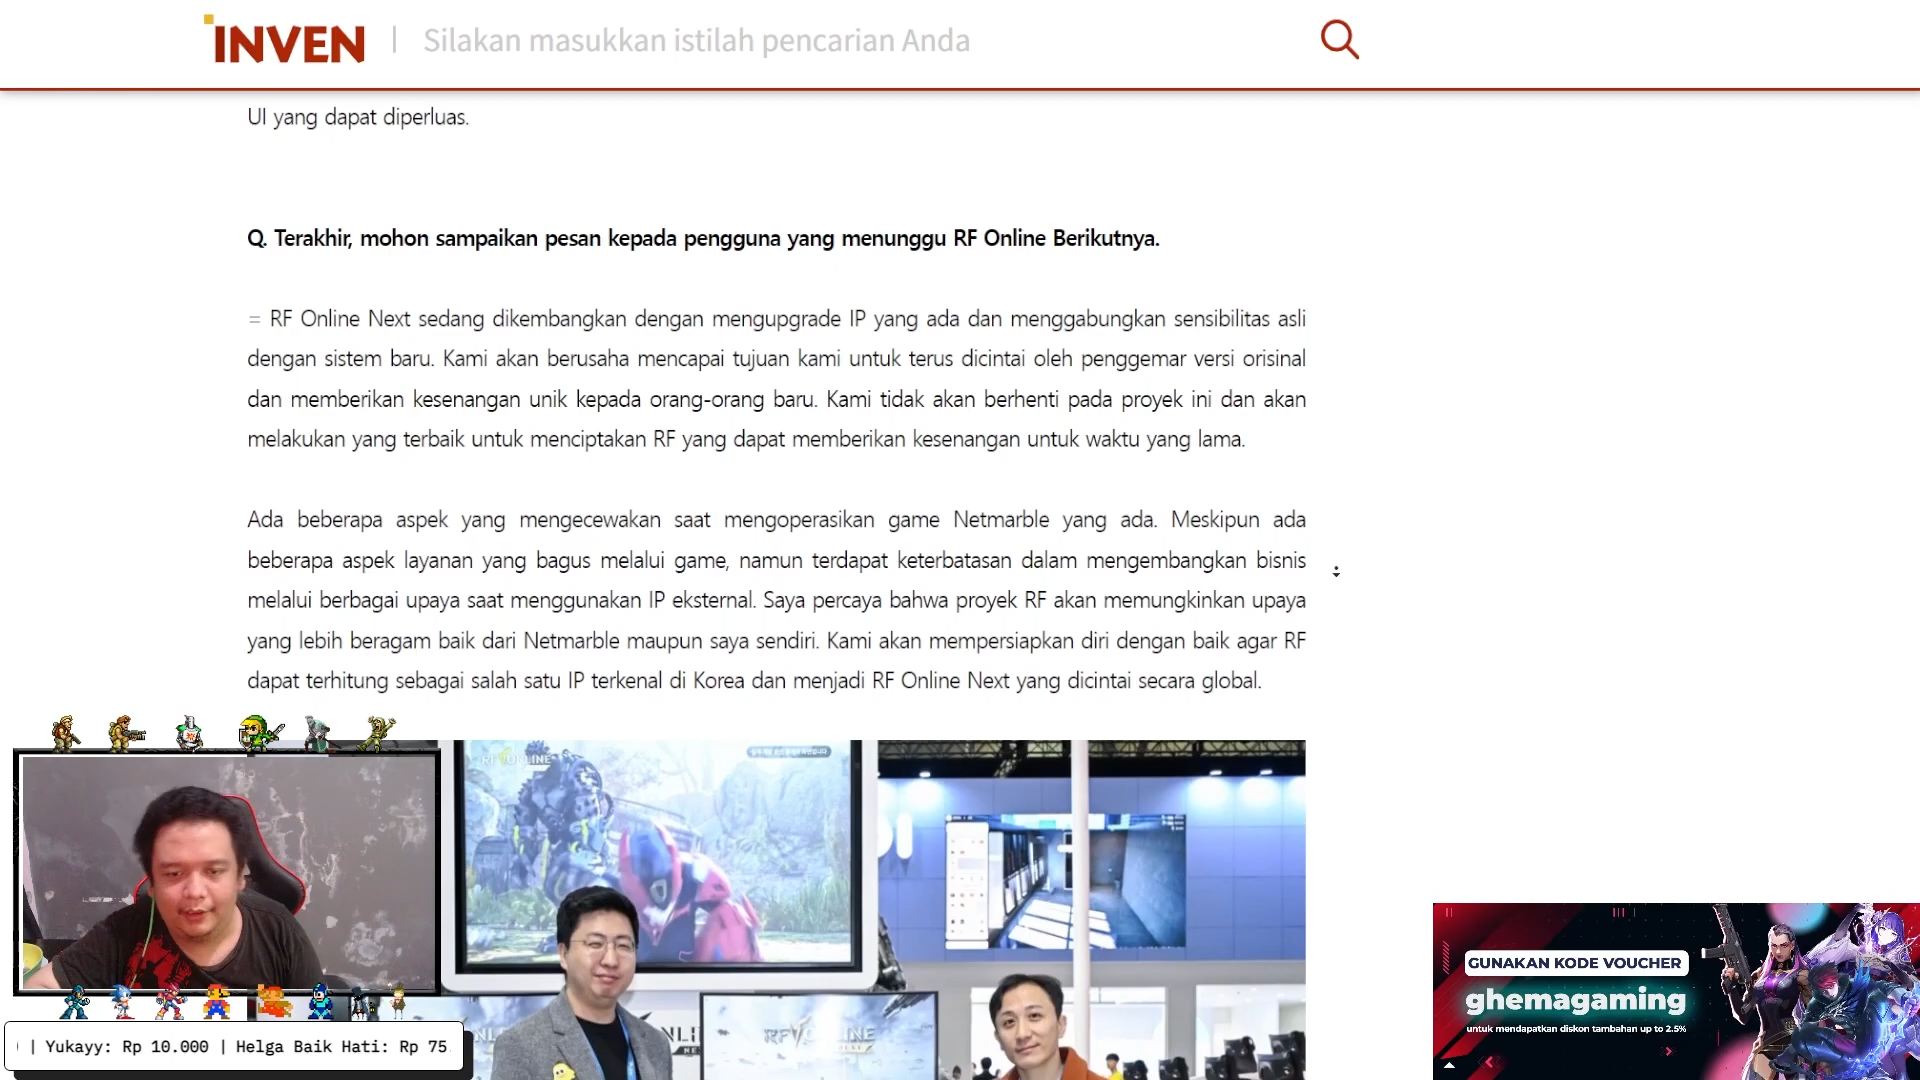 INVEN
Silakan masukkan istilah pencarian Anda
UI yang dapat diperluas.
Q. Terakhir, mohon sampaikan pesan kepada pengguna yang menunggu RF Online Berikutnya.
= RF Online Next sedang dikembangkan dengan mengupgrade IP yang ada dan menggabungkan sensibilitas asli
dengan sistem baru. Kami akan berusaha mencapai tujuan kami untuk terus dicintai oleh penggemar versi orisinal
dan memberikan kesenangan unik kepada orang-orang baru. Kami tidak akan berhenti pada proyek ini dan akan
melakukan yang terbaik untuk menciptakan RF yang dapat memberikan kesenangan untuk waktu yang lama.
Ada beberapa aspek yang mengecewakan saat mengoperasikan game Netmarble yang ada. Meskipun ada
beberapa aspek layanan yang bagus melalui game, namun terdapat keterbatasan dalam mengembangkan bisnis
melalui berbagai upaya saat menggunakan IP eksternal. Saya percaya bahwa proyek RF akan memungkinkan upaya
yang lebih beragam baik dari Netmarble maupun saya sendiri. Kami akan mempersiapkan diri dengan baik agar RF
dapat terhitung sebagai salah satu IP terkenal di Korea dan menjadi RF Online Next yang dicintai secara global.
RF ONLINE
RF ONLINE
| Yukayy: Rp 10.000 | Helga Baik Hati: Rp 75.
GUNAKAN KODE VOUCHER
ghemagaming
untuk mendapatkan diskon tambahan up to 2.5%